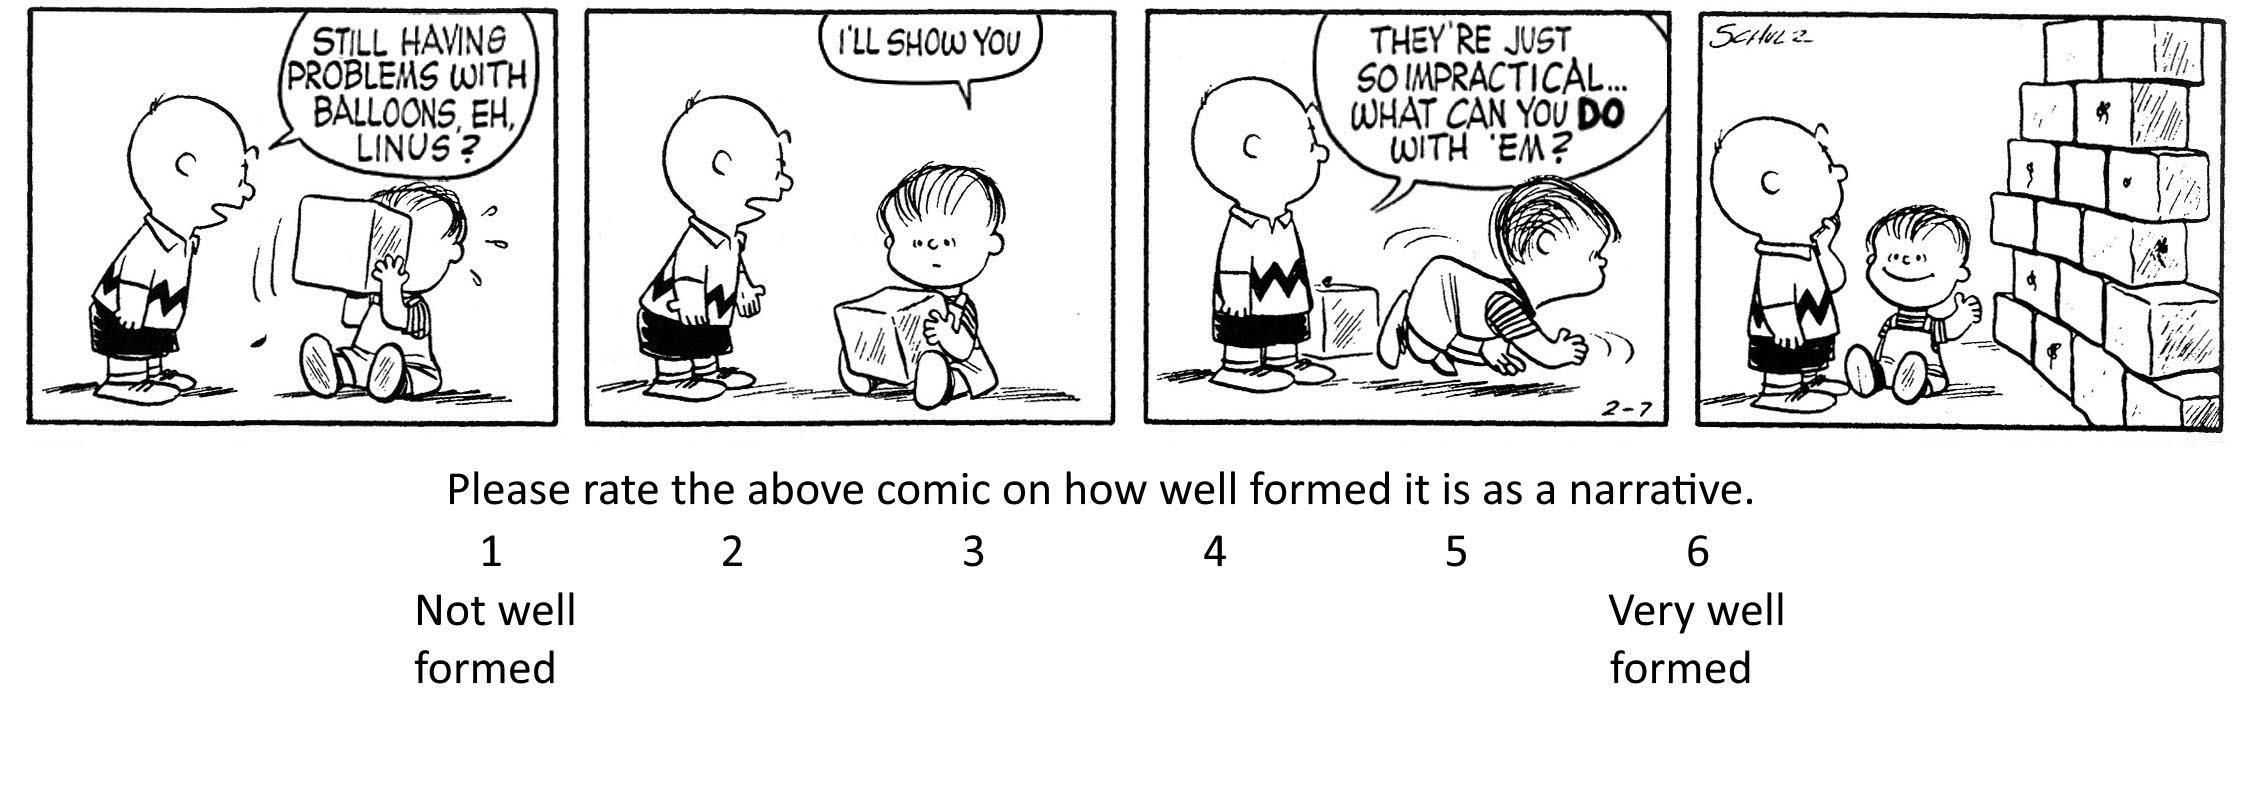 STILL HAVING
PROBLEMS WITH
BALLOONS, EH,
LINUS?
I'LL SHOW YOU
THEY'RE JUST
SO IMPRACTICAL...
WHAT CAN YOU DO
WITH 'EM?
2-7
SCHULZ
Please rate the above comic on how well formed it is as a narrative.
1 2 3 4 5 6
Not well Very well
formed formed